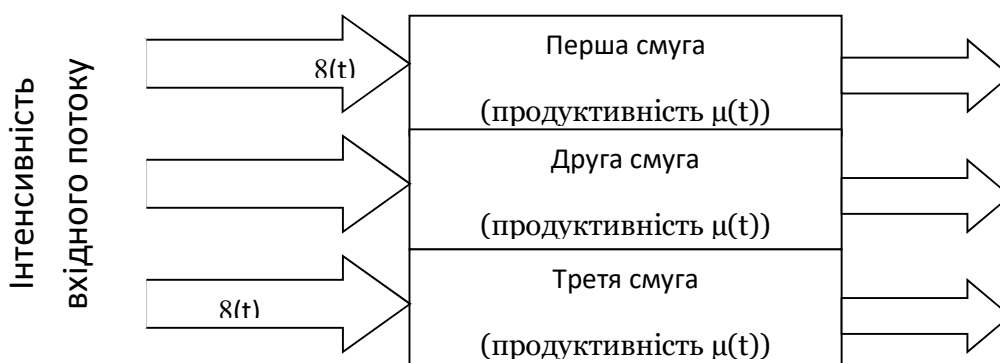 Інтенсивність
вхідного потоку
8(t)
Перша смуга
(продуктивність μ(t))
Друга смуга
(продуктивність μ(t))
8(t)
Третя смуга
(продуктивність μ(t))